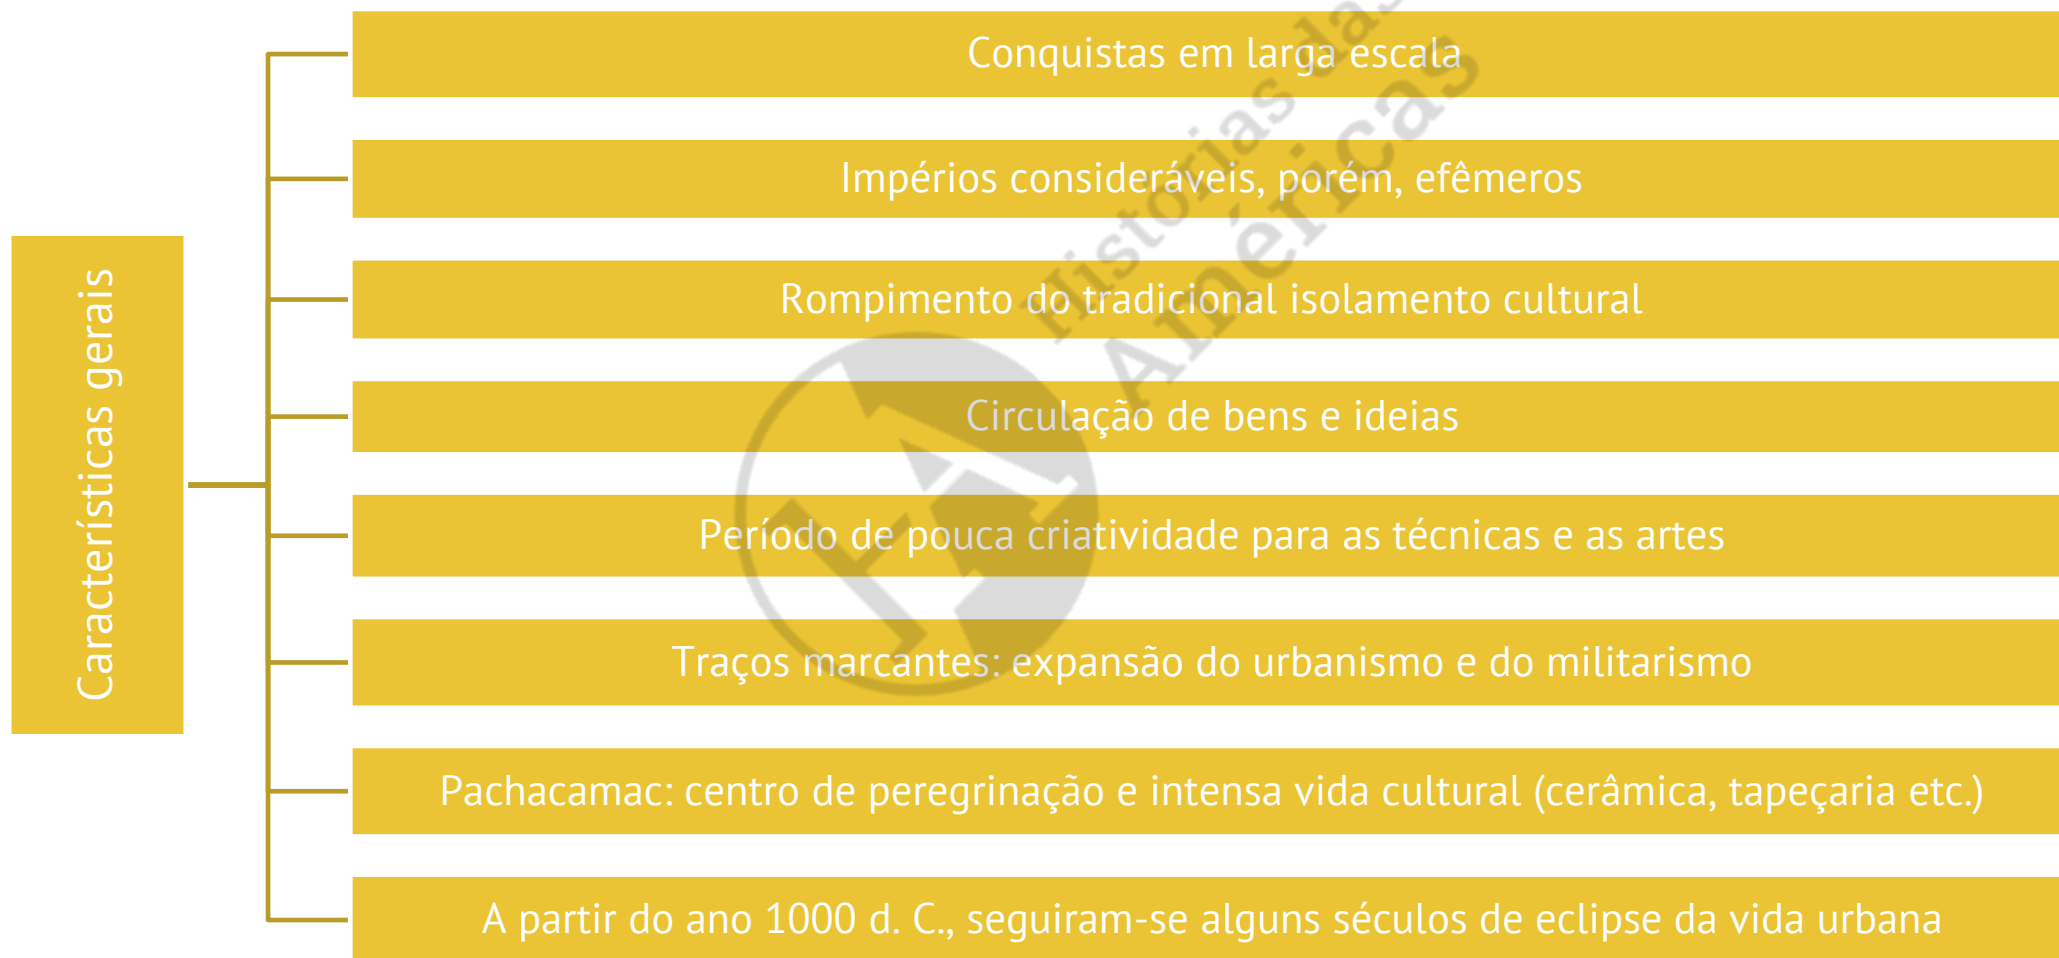 Características gerais
Conquistas em larga escala
Impérios consideráveis, porém, efêmeros
Rompimento do tradicional isolamento cultural
Circulação de bens e ideias
Período de pouca criatividade para as técnicas e as artes
Traços marcantes: expansão do urbanismo e do militarismo
Pachacamac: centro de peregrinação e intensa vida cultural (cerâmica, tapeçaria etc.)
A partir do ano 1000 d. C., seguiram-se alguns séculos de eclipse da vida urbana
Histórias das
Américas
HA